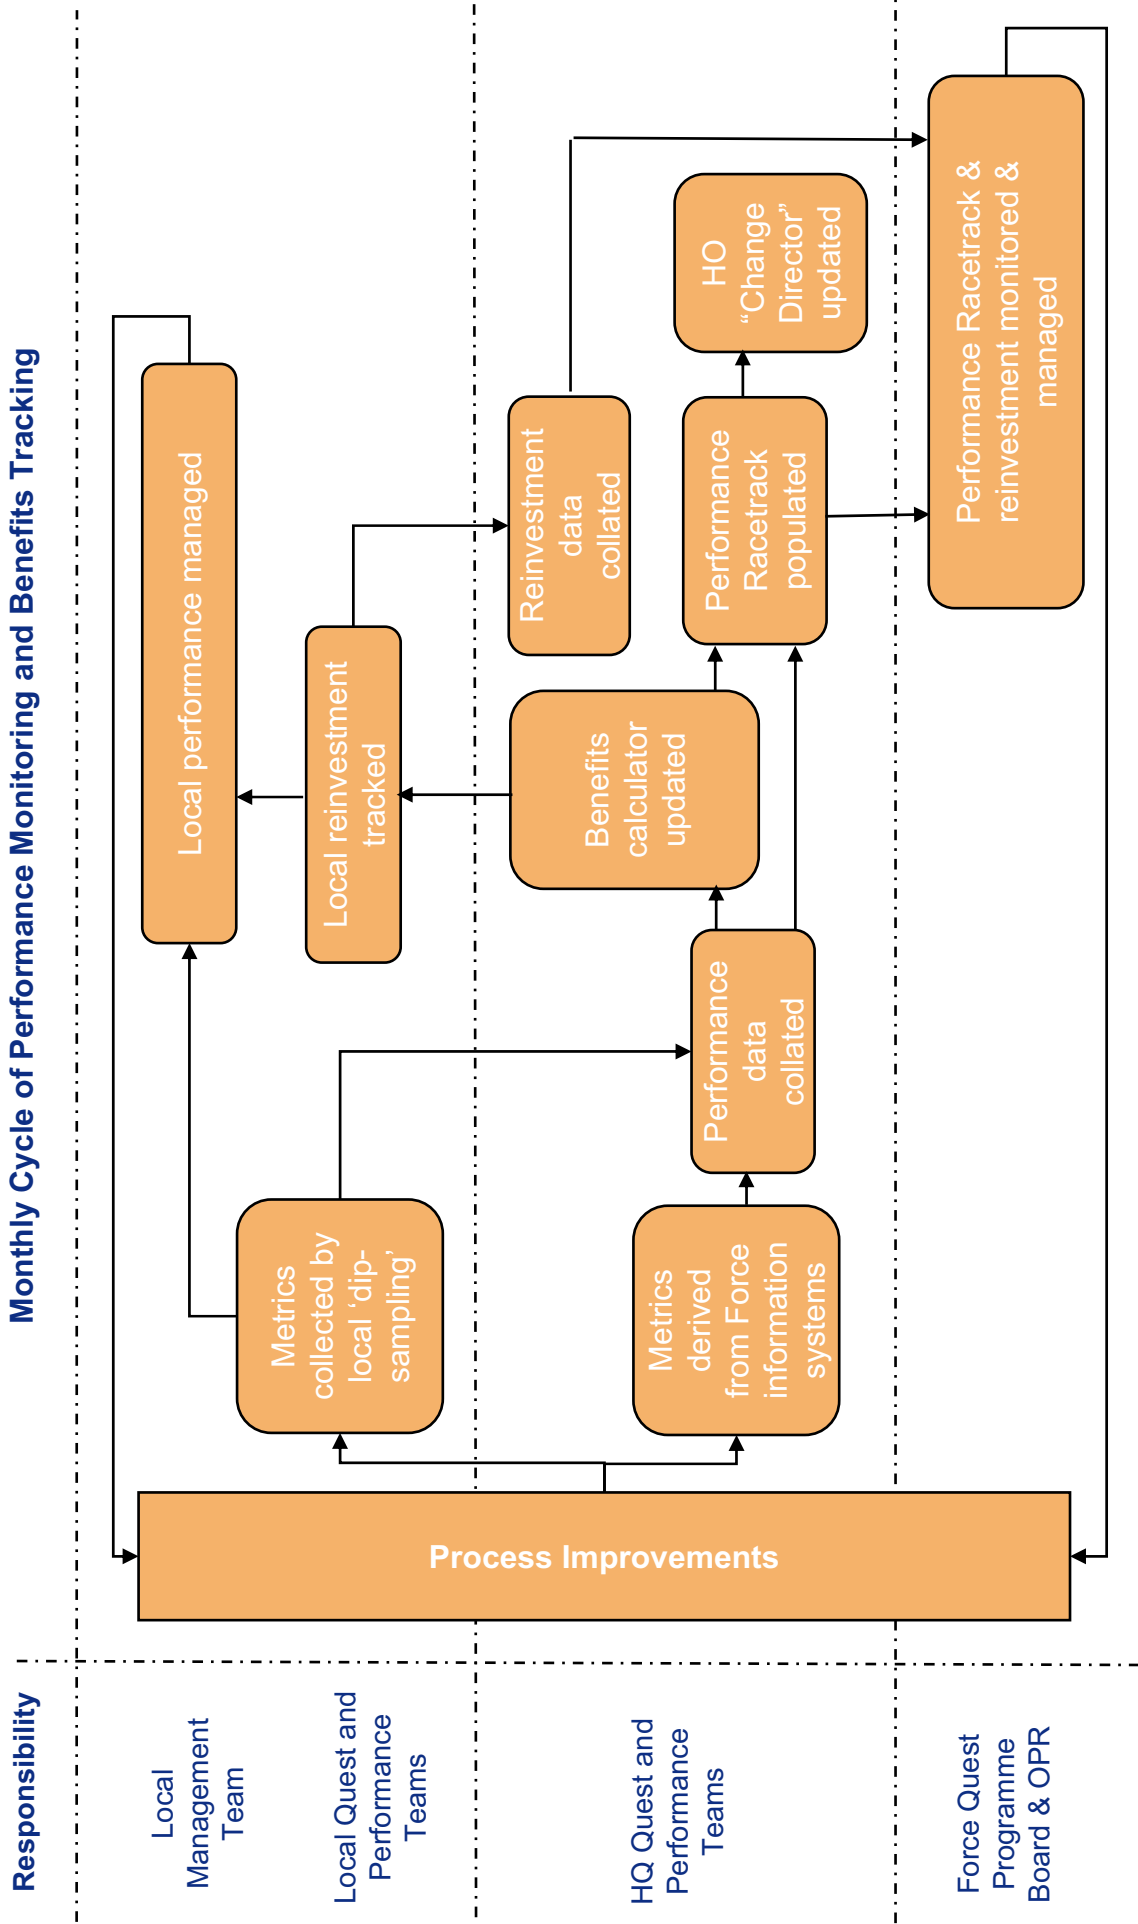 Monthly Cycle of Performance Monitoring and Benefits Tracking
Responsibility
Local
Management
Team
Local Quest and
Performance
Teams
HQ Quest and
Performance
Teams
Force Quest
Programme
Board & OPR
Process Improvements
Local performance managed
Metrics
collected by
local ‘dip-
sampling’
Local reinvestment
tracked
Metrics
derived
from Force
information
systems
Performance
data
collated
Benefits
calculator
updated
Reinvestment
data
collated
Performance
Racetrack
populated
HO
“Change
Director”
updated
Performance Racetrack &
reinvestment monitored &
managed